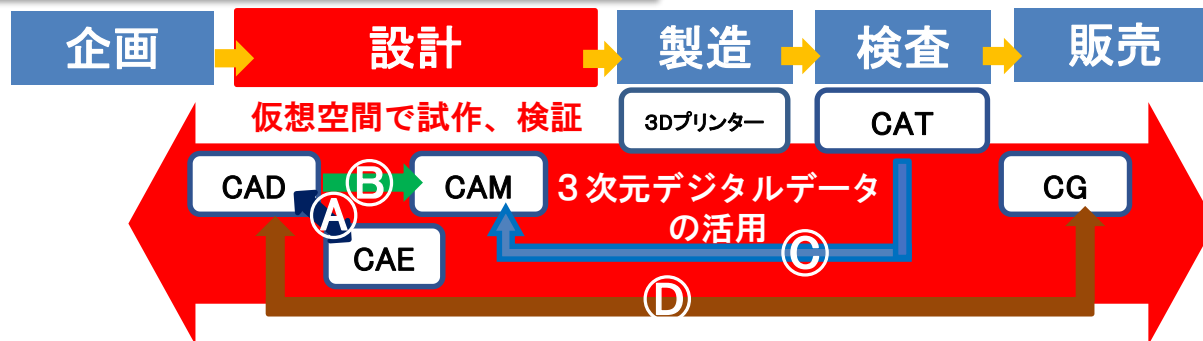 企画
設計
製造
検査
販売
仮想空間で試作、検証
3Dプリンター
CAT
CAD
Ⓑ
CAM
３次元デジタルデータ
の活用
CG
Ⓐ
CAE
Ⓒ
Ⓓ